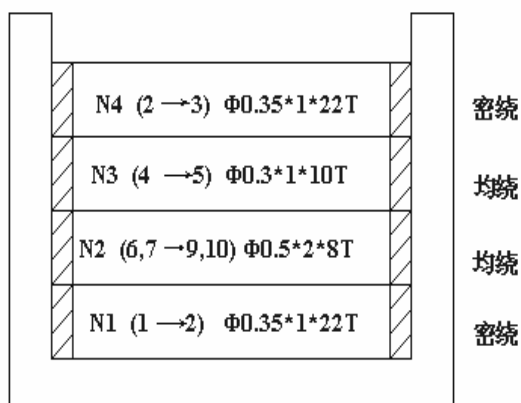 N4 (2 →3) Φ0.35*1*22T 密绕
N3 (4 →5) Φ0.3*1*10T 均绕
N2 (6,7 →9,10) Φ0.5*2*8T 均绕
N1 (1 →2) Φ0.35*1*22T 密绕